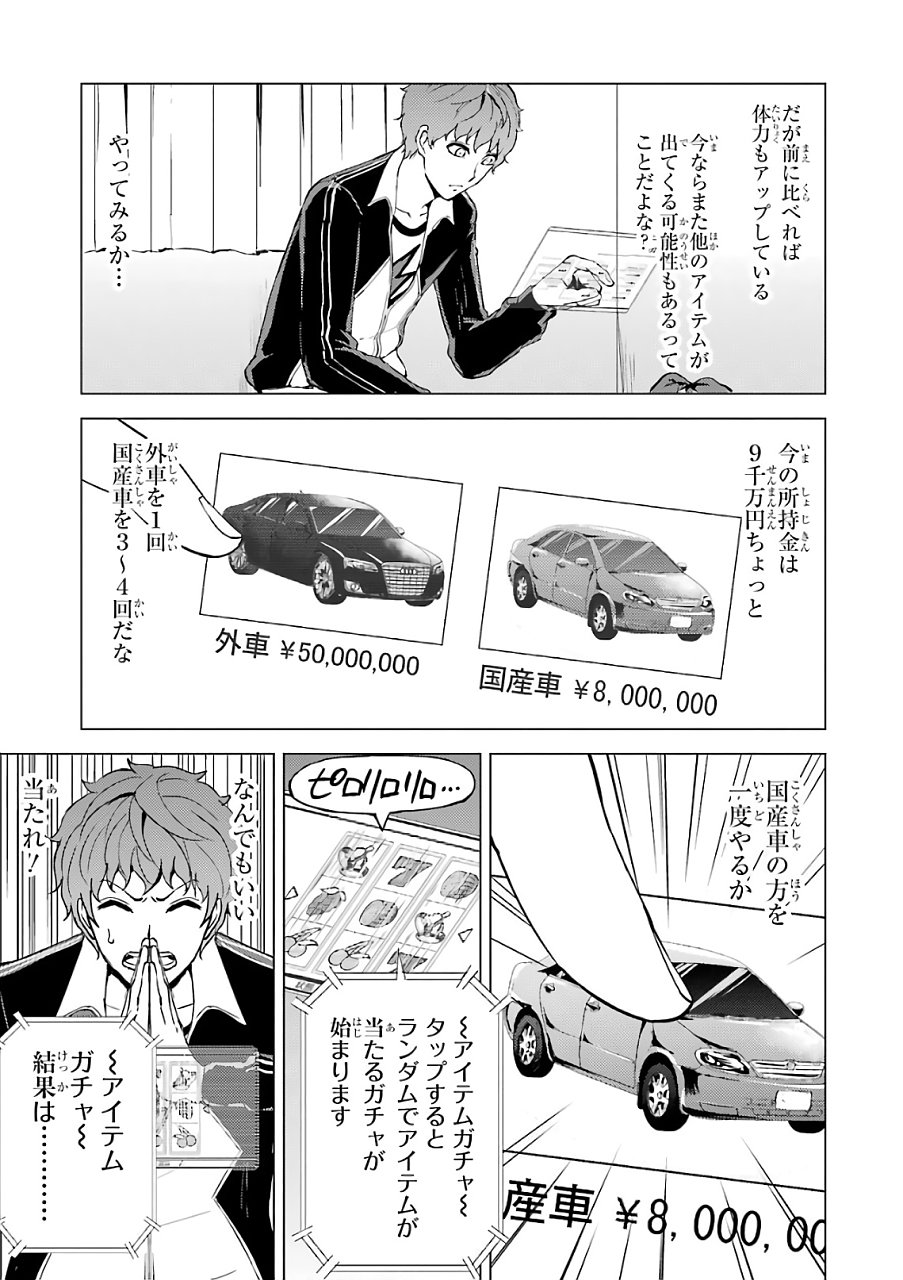 だが前に比べれば
体力もアップしている
今ならまた他のアイテムが
出てくる可能性もあるって
ことだよな?
やってみるか…
今の所持金は
9千万円ちょっと
国産車 ¥8,000,000
外車 ¥50,000,000
外車を1回
国産車を3〜4回だな
国産車の方を
一度やるか
産車 ¥8,000,00
ピロリロリロ…
7
7
〜アイテムガチャ〜
タップすると
ランダムでアイテムが
当たるガチャが
始まります
なんでもいい
当たれ!
〜アイテム
ガチャ〜
結果は………